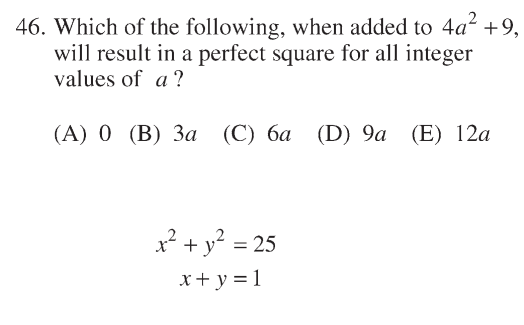 46. Which of the following, when added to 4a² + 9,
will result in a perfect square for all integer
values of a ?
(A) 0 (B) 3a (C) 6a (D) 9a (E) 12a
x² + y² = 25
x + y = 1